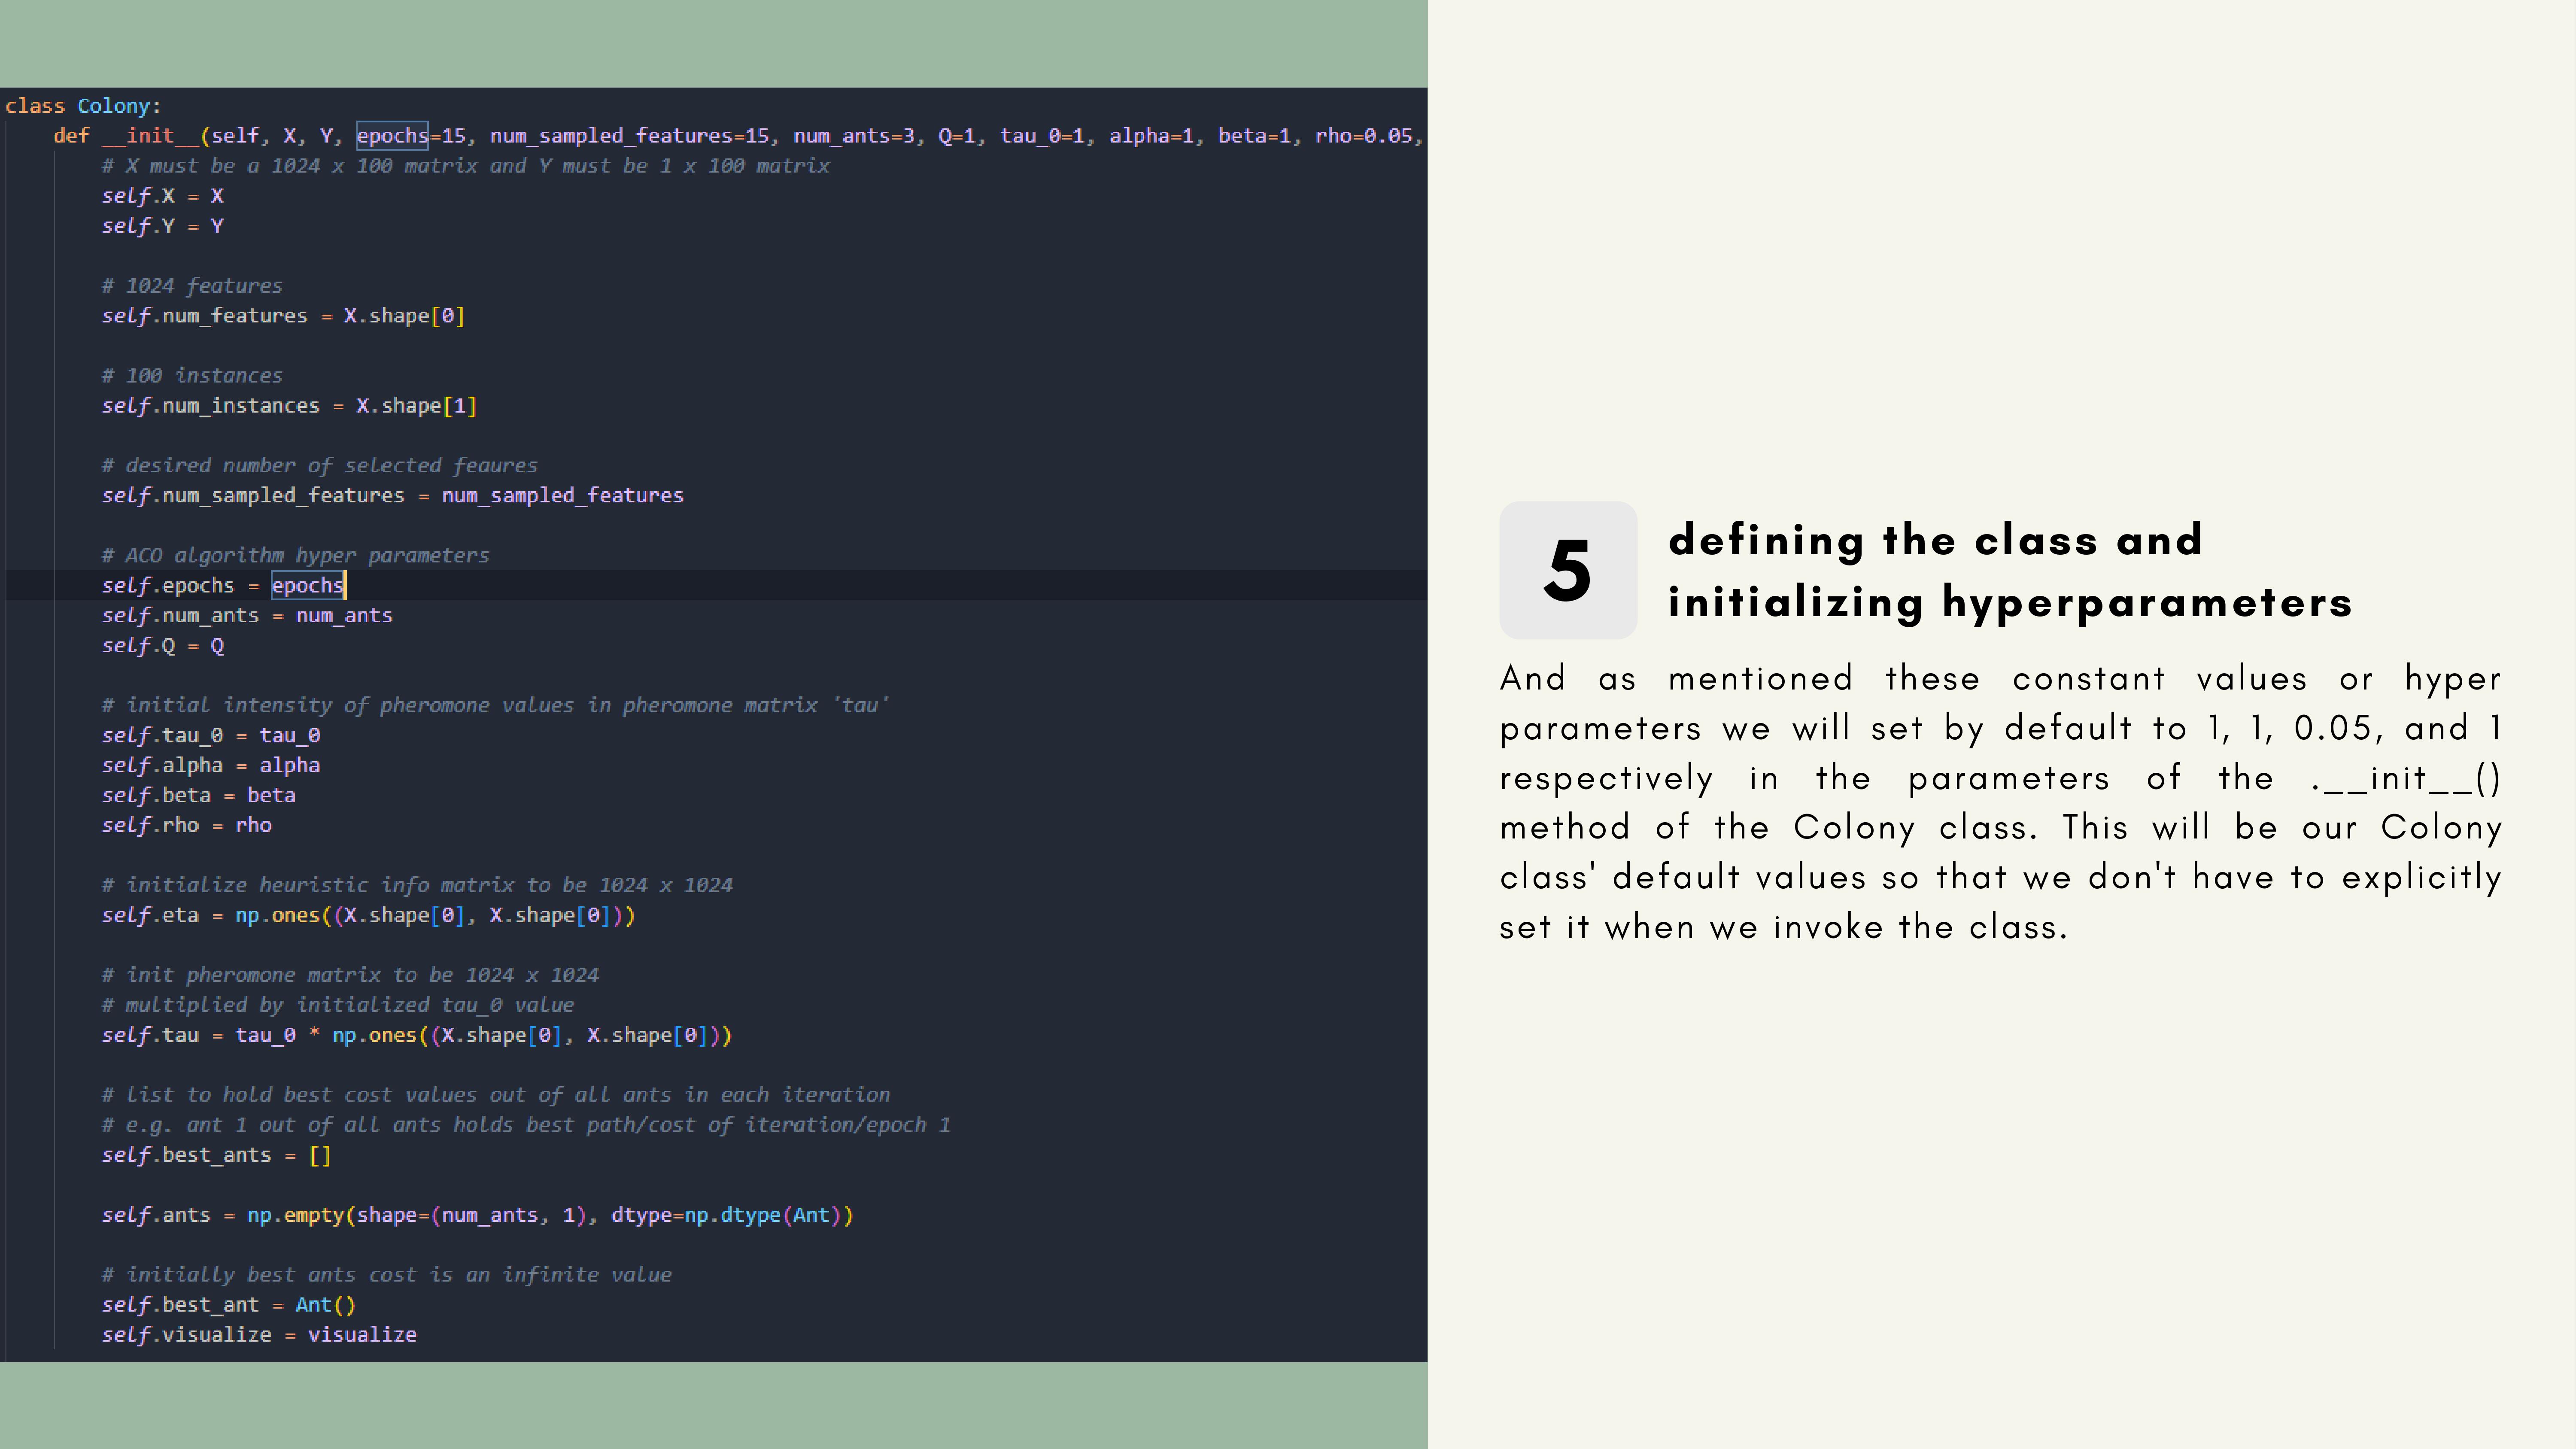 class Colony:
def __init__(self, X, Y, epochs=15, num_sampled_features=15, num_ants=3, Q=1, tau_0=1, alpha=1, beta=1, rho=0.05,
# X must be a 1024 x 100 matrix and Y must be 1 x 100 matrix
self.X = X
self.Y = Y
# 1024 features
self.num_features = X.shape[0]
# 100 instances
self.num_instances = X.shape[1]
# desired number of selected feaures
self.num_sampled_features = num_sampled_features
# ACO algorithm hyper parameters
self.epochs = epochs
self.num_ants = num_ants
self.Q = Q
# initial intensity of pheromone values in pheromone matrix 'tau'
self.tau_0 = tau_0
self.alpha = alpha
self.beta = beta
self.rho = rho
# initialize heuristic info matrix to be 1024 x 1024
self.eta = np.ones((X.shape[0], X.shape[0]))
# init pheromone matrix to be 1024 x 1024
# multiplied by initialized tau_0 value
self.tau = tau_0 * np.ones((X.shape[0], X.shape[0]))
# list to hold best cost values out of all ants in each iteration
# e.g. ant 1 out of all ants holds best path/cost of iteration/epoch 1
self.best_ants = []
self.ants = np.empty(shape=(num_ants, 1), dtype=np.dtype(Ant))
# initially best ants cost is an infinite value
self.best_ant = Ant()
self.visualize = visualize
5
defining the class and
initializing hyperparameters
And as mentioned these constant values or hyper
parameters we will set by default to 1, 1, 0.05, and 1
respectively in the parameters of the .__init__()
method of the Colony class. This will be our Colony
class' default values so that we don't have to explicitly
set it when we invoke the class.